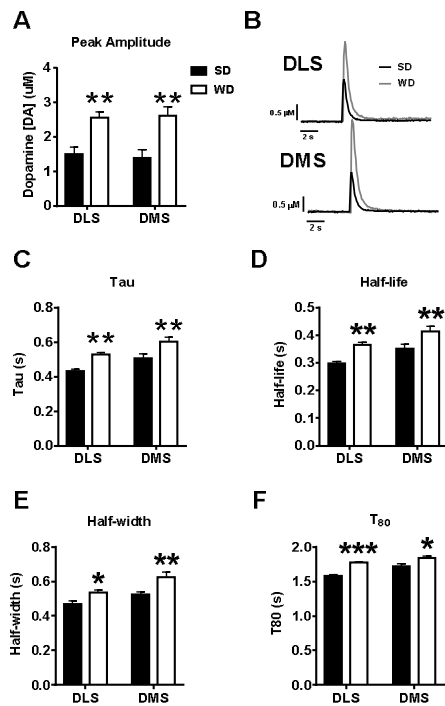 A
Peak Amplitude
SD
WD
Dopamine [DA] (uM)
4
3
2
1
0
**
**
DLS
DMS
B
DLS
SD
WD
0.5 µM
2 s
DMS
0.5 µM
2 s
C
Tau
Tau (s)
0.8
0.6
0.4
0.2
0.0
**
**
DLS
DMS
D
Half-life
Half-life (s)
0.5
0.4
0.3
0.2
0.1
0.0
**
**
DLS
DMS
E
Half-width
Half-width (s)
0.8
0.6
0.4
0.2
0.0
*
**
DLS
DMS
F
T80
T80 (s)
2.0
1.5
1.0
0.5
0.0
***
*
DLS
DMS